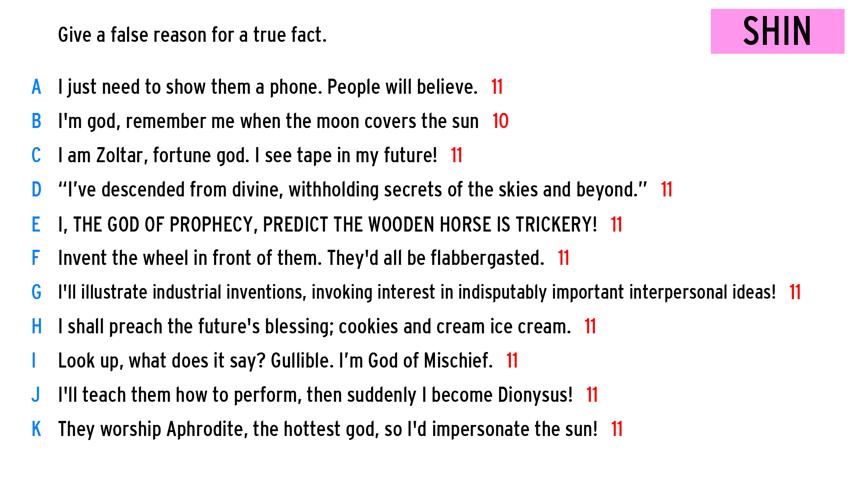 Give a false reason for a true fact.
SHIN
A I just need to show them a phone. People will believe. 11
B I'm god, remember me when the moon covers the sun 10
C I am Zoltar, fortune god. I see tape in my future! 11
D “I’ve descended from divine, withholding secrets of the skies and beyond.” 11
E I, THE GOD OF PROPHECY, PREDICT THE WOODEN HORSE IS TRICKERY! 11
F Invent the wheel in front of them. They'd all be flabbergasted. 11
G I'll illustrate industrial inventions, invoking interest in indisputably important interpersonal ideas! 11
H I shall preach the future's blessing; cookies and cream ice cream. 11
I Look up, what does it say? Gullible. I’m God of Mischief. 11
J I'll teach them how to perform, then suddenly I become Dionysus! 11
K They worship Aphrodite, the hottest god, so I'd impersonate the sun! 11